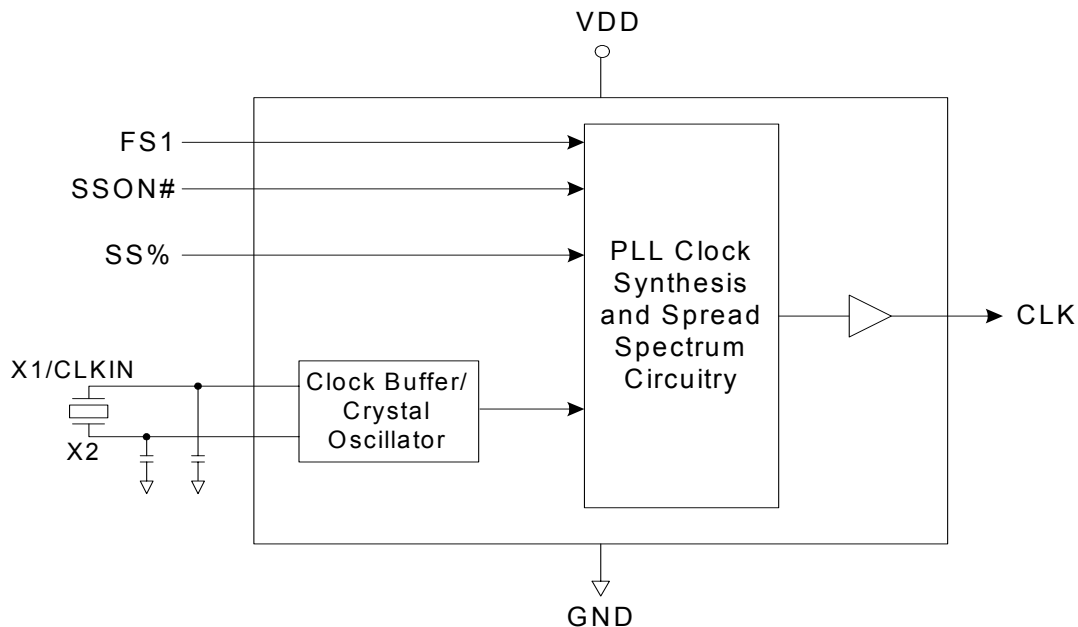 VDD
FS1
SSON#
SS%
PLL Clock
Synthesis
and Spread
Spectrum
Circuitry
CLK
X1/CLKIN
X2
Clock Buffer/
Crystal
Oscillator
GND